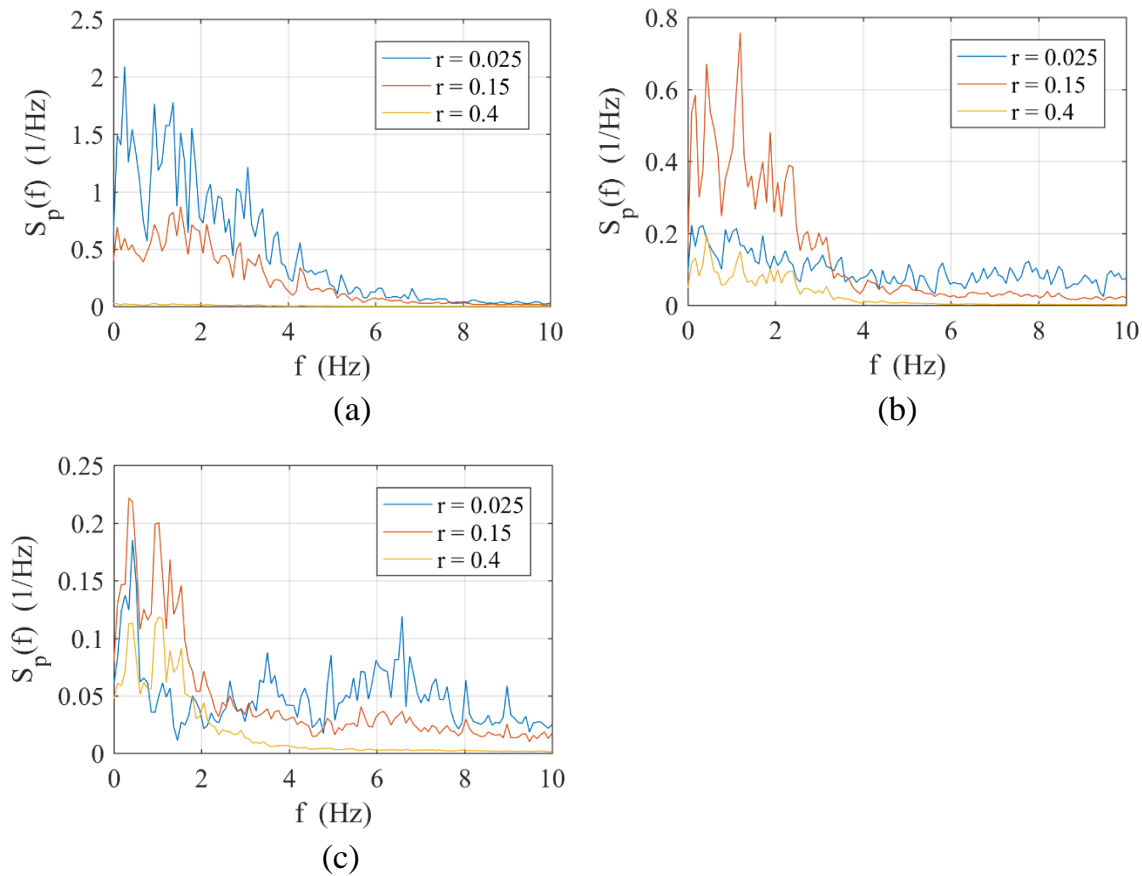 2.5
2
1.5
1
0.5
0
S_p(f) (1/Hz)
r = 0.025
r = 0.15
r = 0.4
0 2 4 6 8 10
f (Hz)
(a)
0.8
0.6
0.4
0.2
0
S_p(f) (1/Hz)
r = 0.025
r = 0.15
r = 0.4
0 2 4 6 8 10
f (Hz)
(b)
0.25
0.2
0.15
0.1
0.05
0
S_p(f) (1/Hz)
r = 0.025
r = 0.15
r = 0.4
0 2 4 6 8 10
f (Hz)
(c)